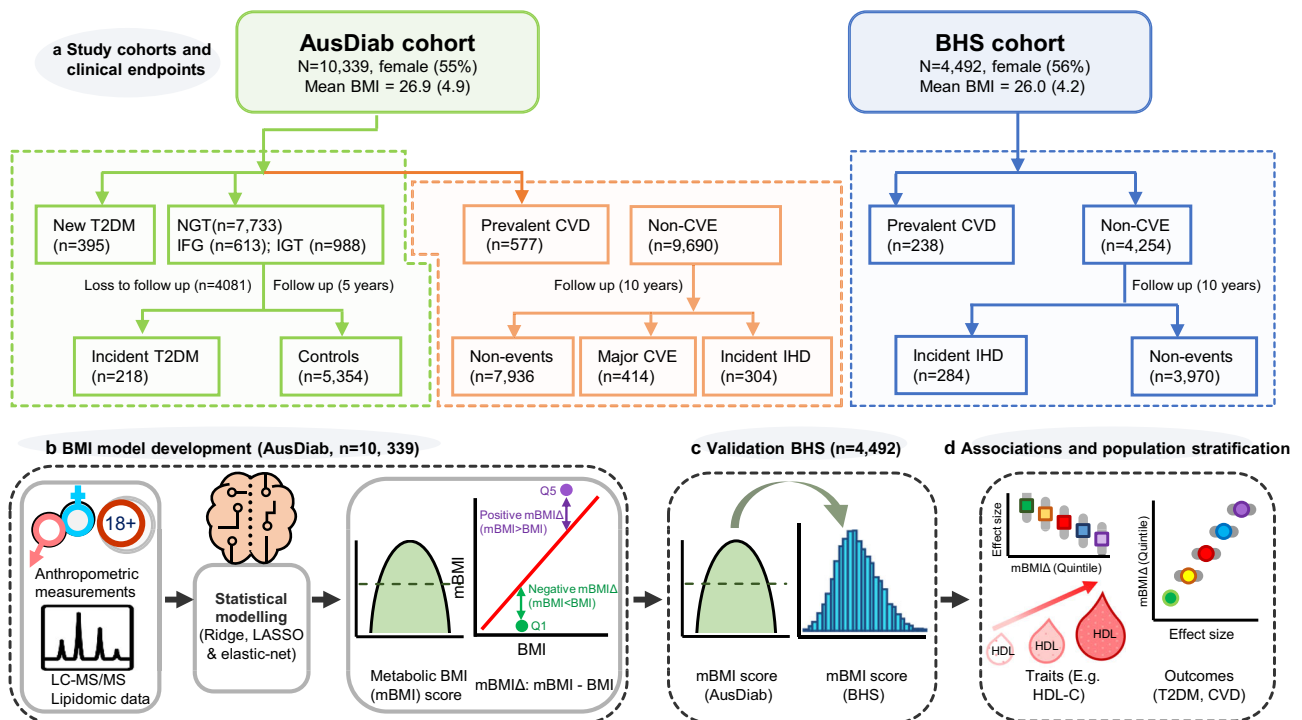 a Study cohorts and
clinical endpoints
AusDiab cohort
N=10,339, female (55%)
Mean BMI = 26.9 (4.9)
BHS cohort
N=4,492, female (56%)
Mean BMI = 26.0 (4.2)
New T2DM
(n=395)
NGT(n=7,733)
IFG (n=613); IGT (n=988)
Prevalent CVD
(n=577)
Non-CVE
(n=9,690)
Prevalent CVD
(n=238)
Non-CVE
(n=4,254)
Loss to follow up (n=4081)
Follow up (5 years)
Follow up (10 years)
Follow up (10 years)
Incident T2DM
(n=218)
Controls
(n=5,354)
Non-events
(n=7,936
Major CVE
(n=414)
Incident IHD
(n=304)
Incident IHD
(n=284)
Non-events
(n=3,970)
b BMI model development (AusDiab, n=10, 339)
18+
Anthropometric
measurements
LC-MS/MS
Lipidomic data
Statistical
modelling
(Ridge, LASSO
& elastic-net)
Metabolic BMI
(mBMI) score
mBMI
Q5
Positive mBMIΔ
(mBMI>BMI)
Negative mBMIΔ
(mBMI<BMI)
Q1
BMI
mBMIΔ: mBMI - BMI
c Validation BHS (n=4,492)
mBMI
mBMI score
(AusDiab)
mBMI score
(BHS)
d Associations and population stratification
Effect size
mBMIΔ (Quintile)
HDL
HDL
HDL
Traits (E.g.
HDL-C)
mBMIΔ (Quintile)
Effect size
Outcomes
(T2DM, CVD)